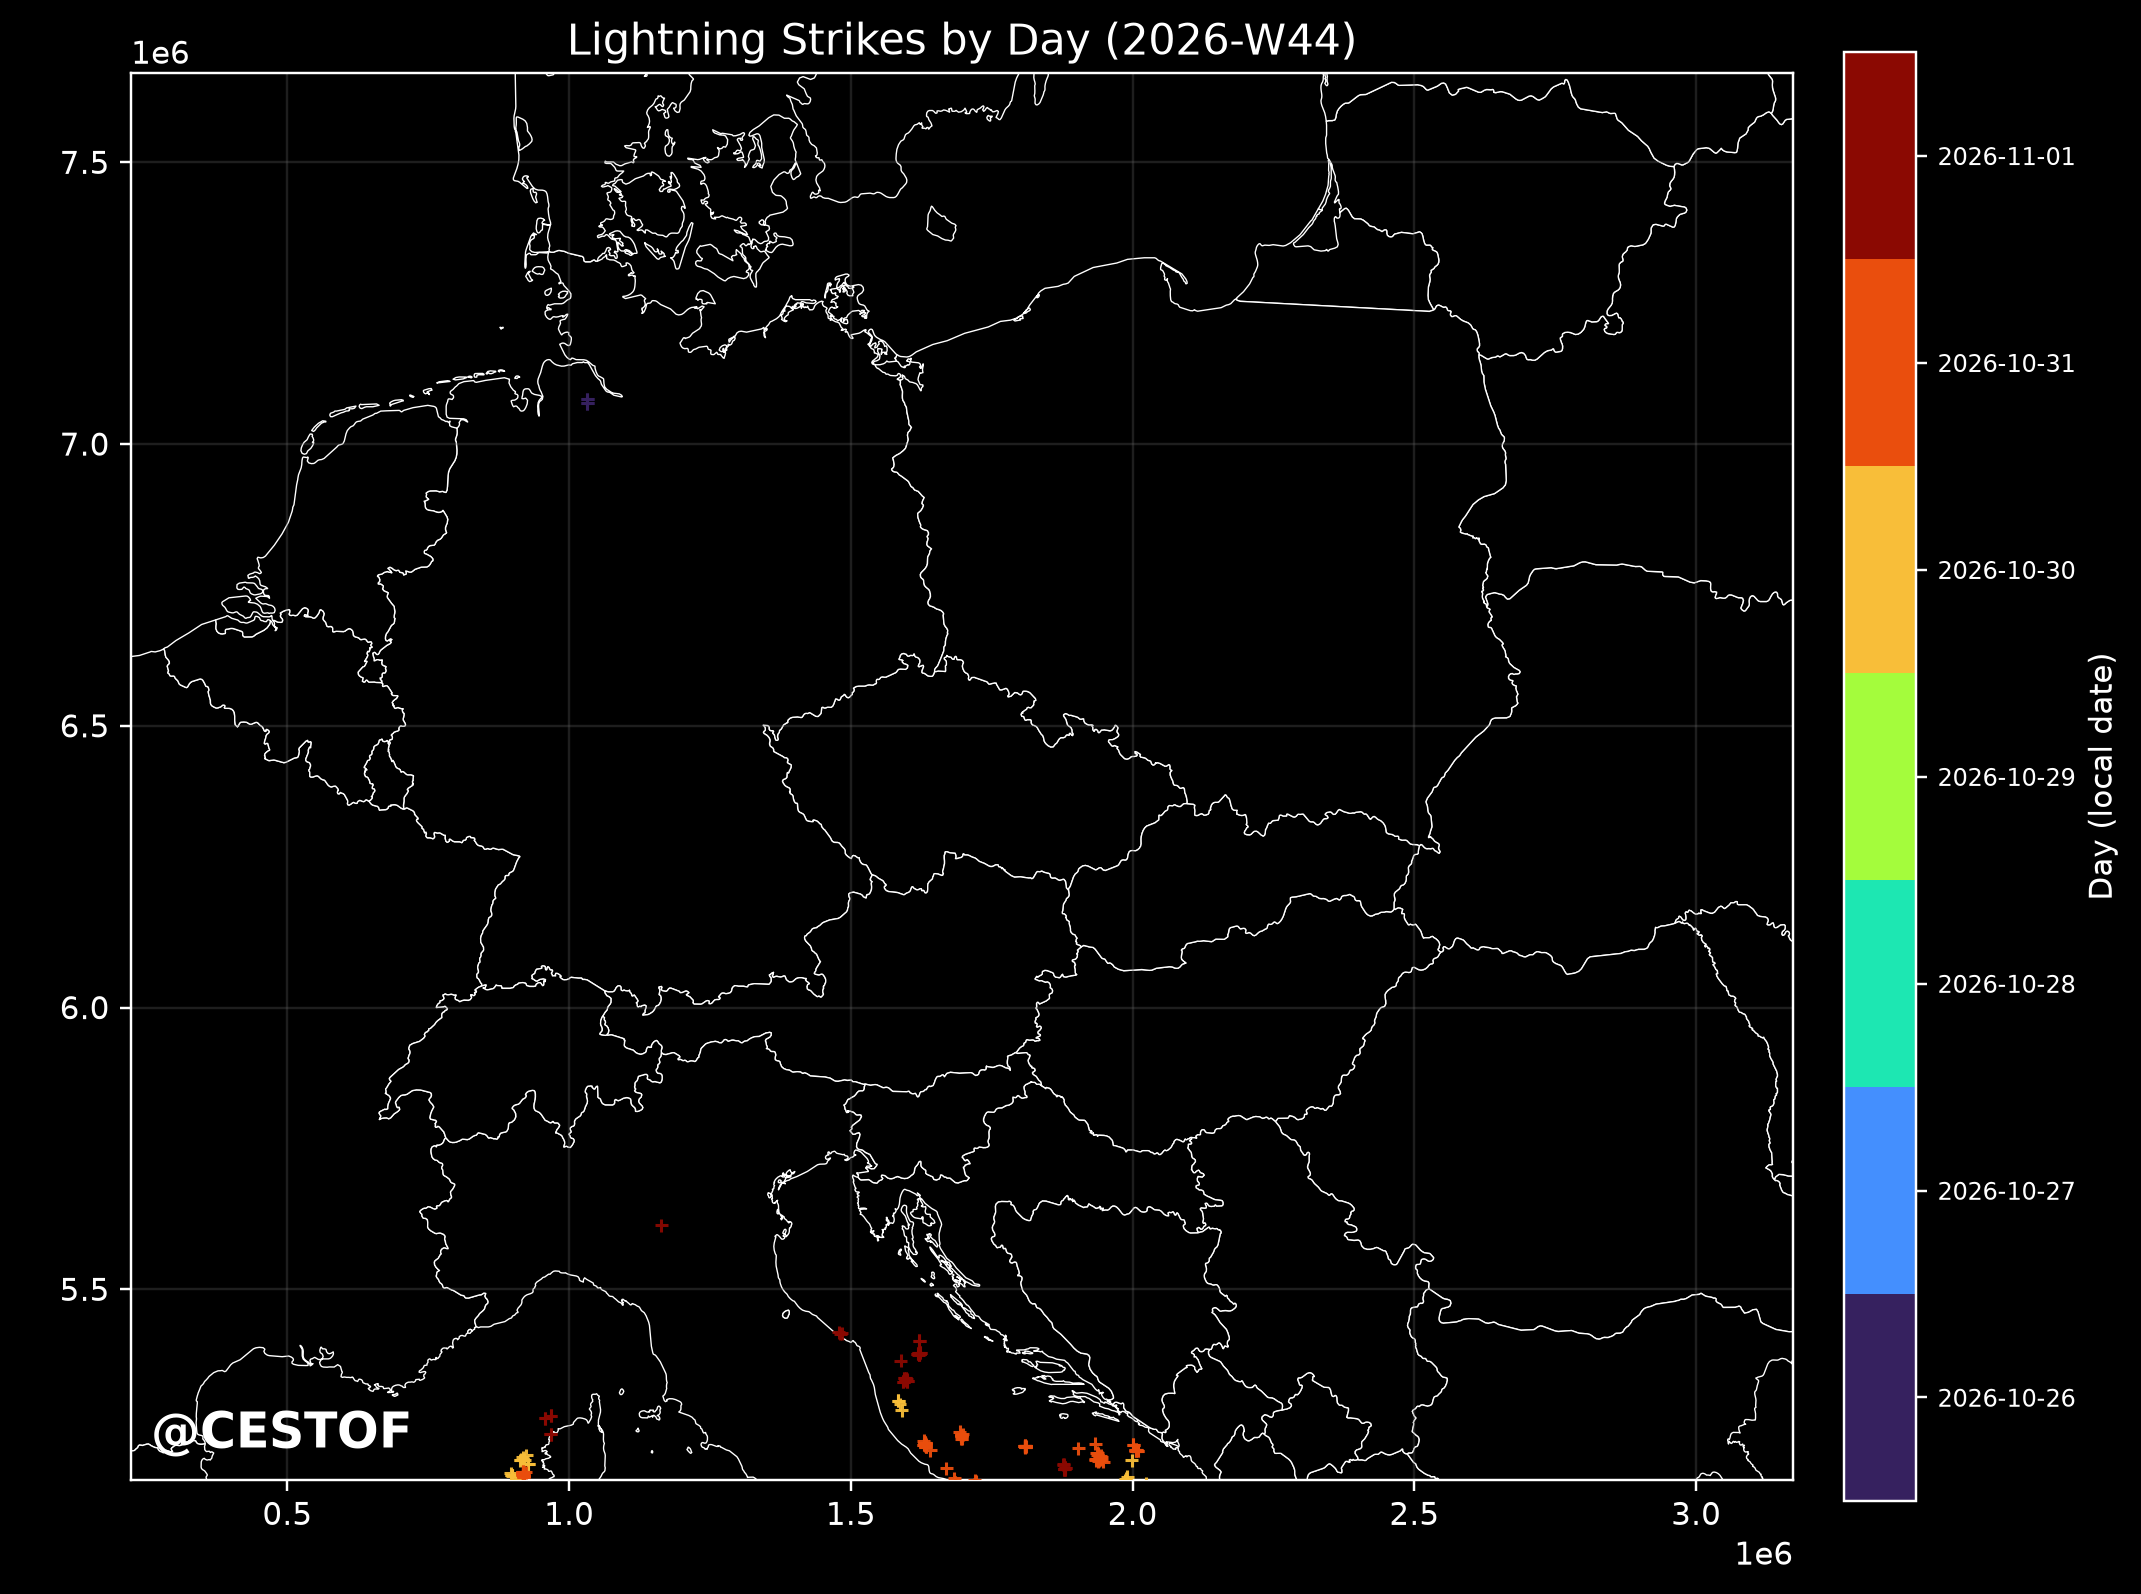 Lightning Strikes by Day (2026-W44)
1e6
7.5
7.0
6.5
6.0
5.5
0.5 1.0 1.5 2.0 2.5 3.0
1e6
@CESTOF
2026-11-01
2026-10-31
2026-10-30
2026-10-29
2026-10-28
2026-10-27
2026-10-26
Day (local date)